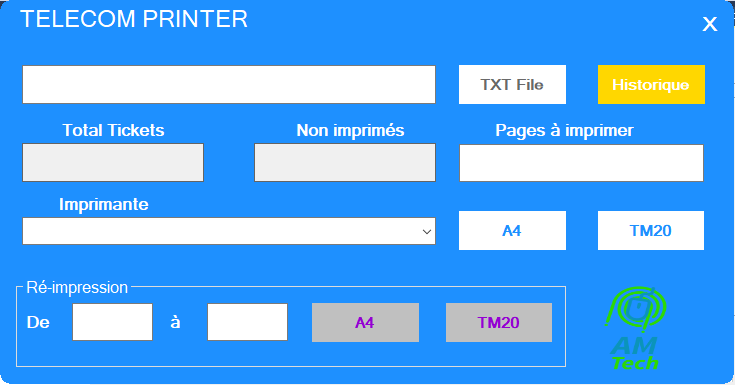 TELECOM PRINTER
x
TXT File
Historique
Total Tickets
Non imprimés
Pages à imprimer
Imprimante
A4
TM20
Ré-impression
De
à
A4
TM20
AM
Tech